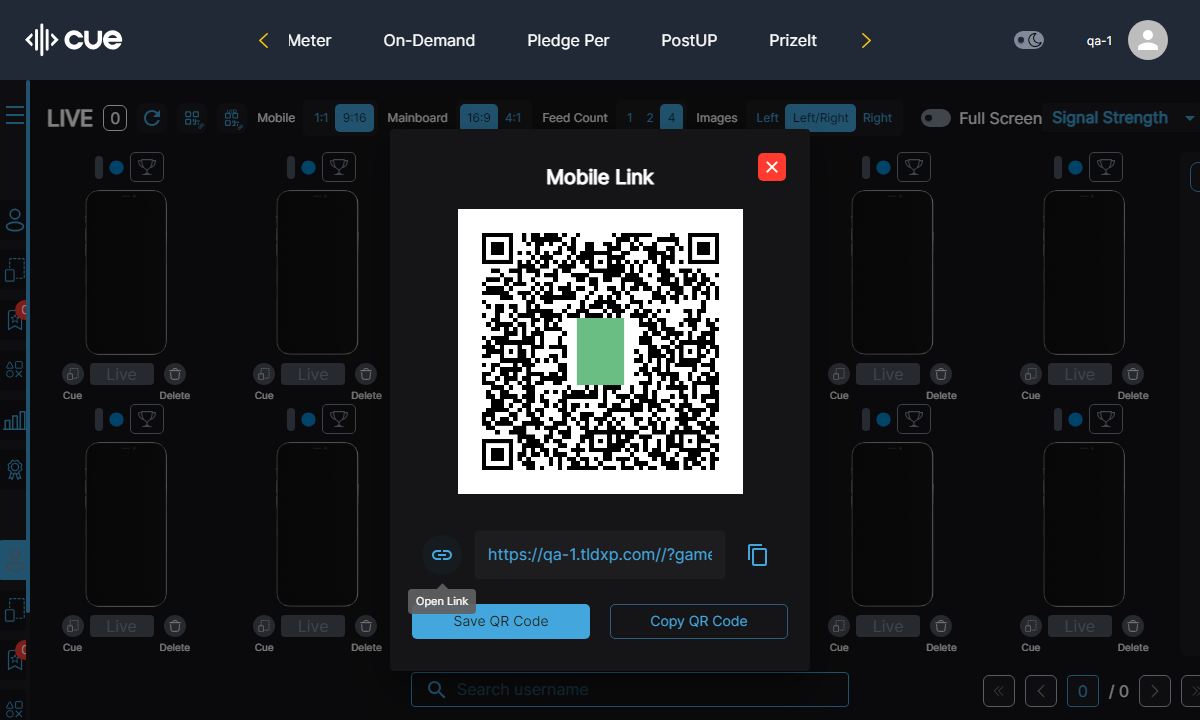 cue
Meter On-Demand Pledge Per PostUP PrizeIt
qa-1
LIVE 0 Mobile 1:1 9:16 Mainboard 16:9 4:1 Feed Count 1 2 4 Images Left Left/Right Right Full Screen Signal Strength
Mobile Link
Live Live Live Live
Cue Delete Cue Delete Cue Delete Cue Delete
https://qa-1.tldxp.com//?game
Open Link
Save QR Code Copy QR Code
Live Live Live Live
Cue Delete Cue Delete Cue Delete Cue Delete
Search username
0 / 0